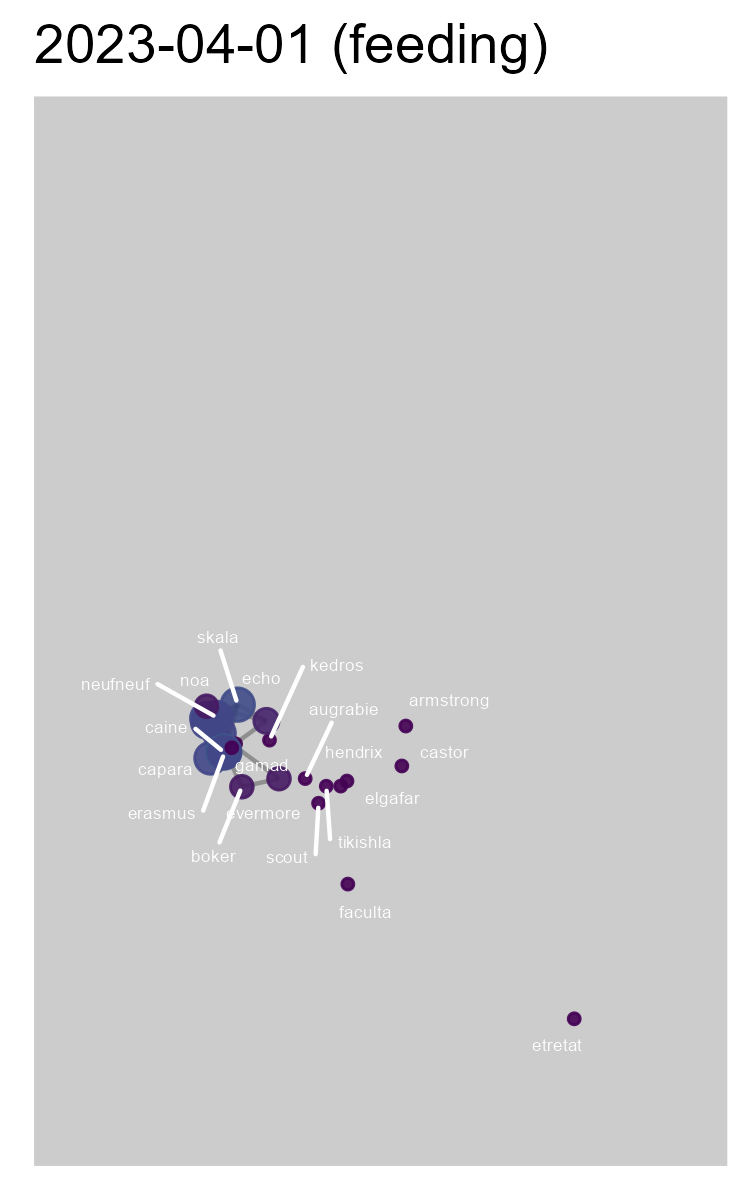 2023-04-01 (feeding)
skala
kedros
echo
noa
neufneuf
armstrong
augrabie
caine
hendrix
castor
gamad
capara
elgafar
erasmus
evermore
tikishla
boker
scout
faculta
etretat